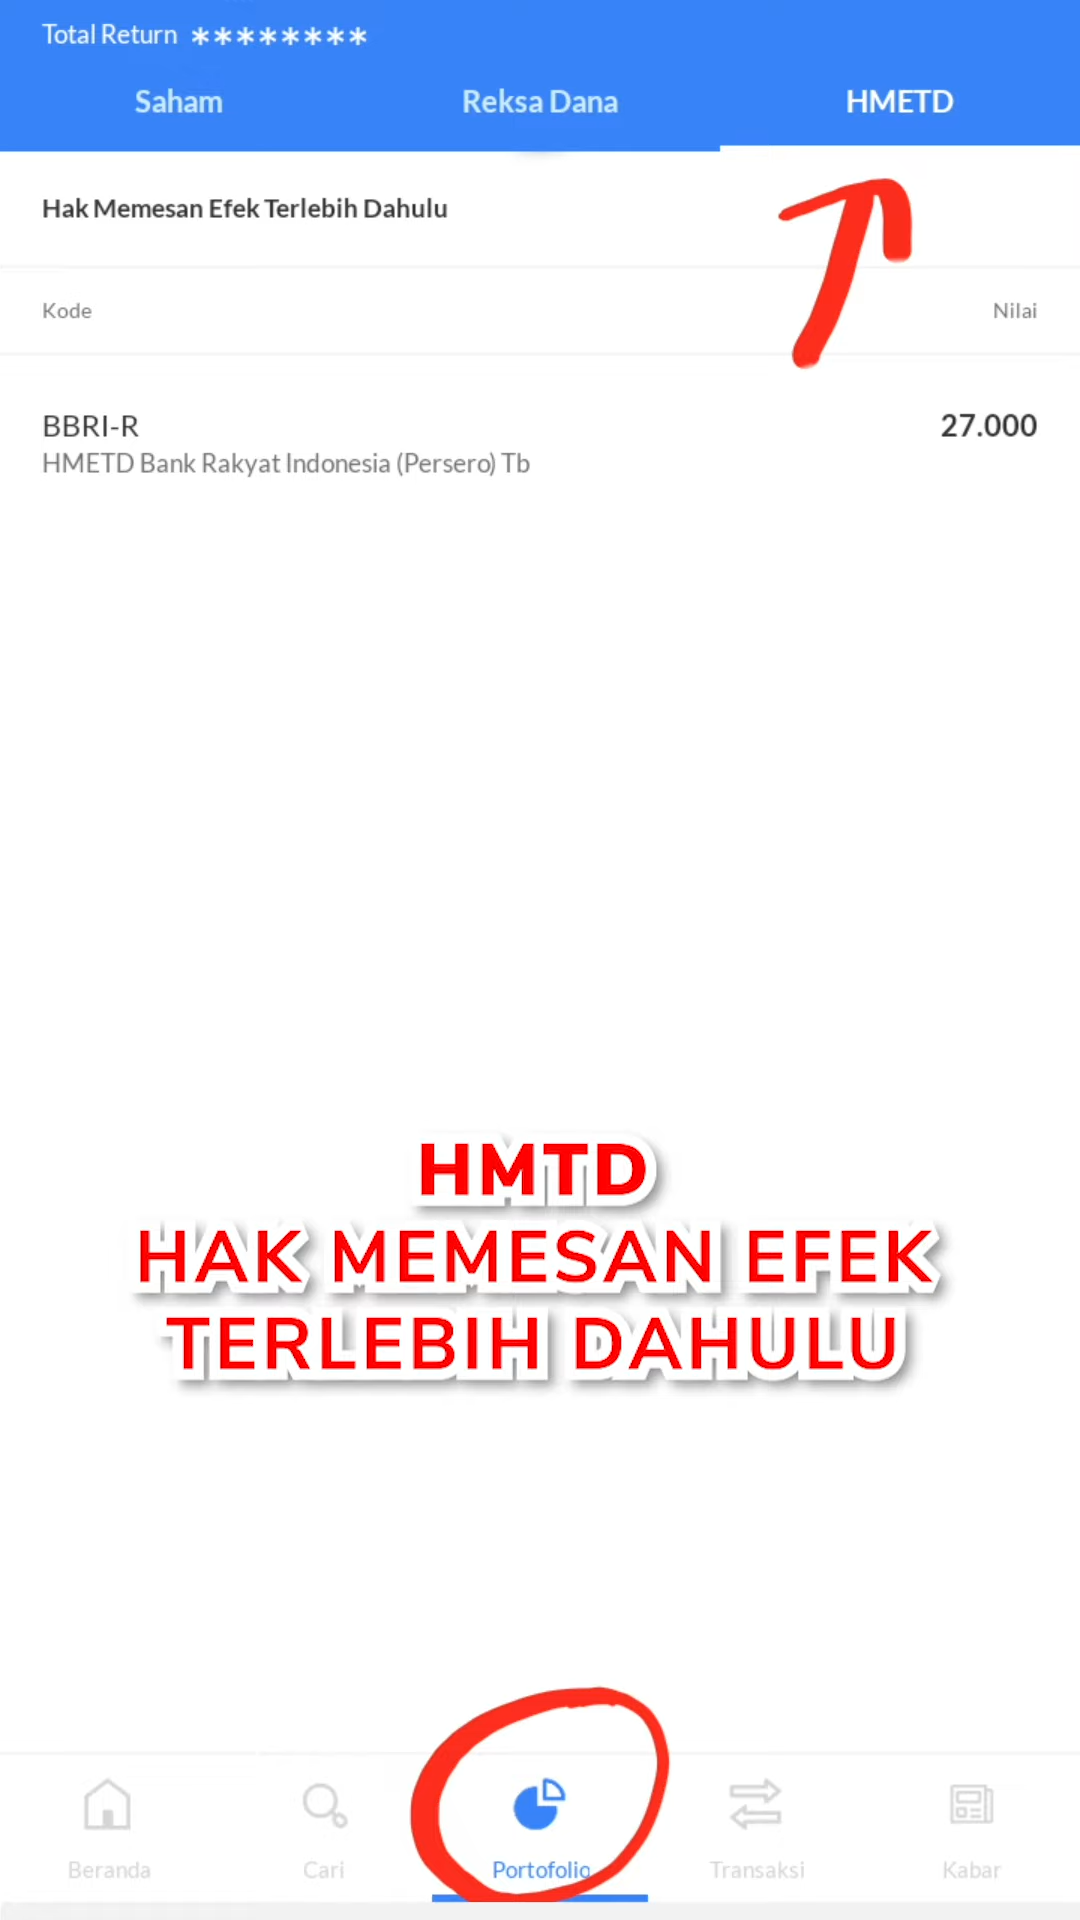 Total Return ********
Saham Reksa Dana HMETD
Hak Memesan Efek Terlebih Dahulu
Kode Nilai
BBRI-R 27.000
HMETD Bank Rakyat Indonesia (Persero) Tb
HMTD
HAK MEMESAN EFEK
TERLEBIH DAHULU
Beranda Cari Portofolio Transaksi Kabar